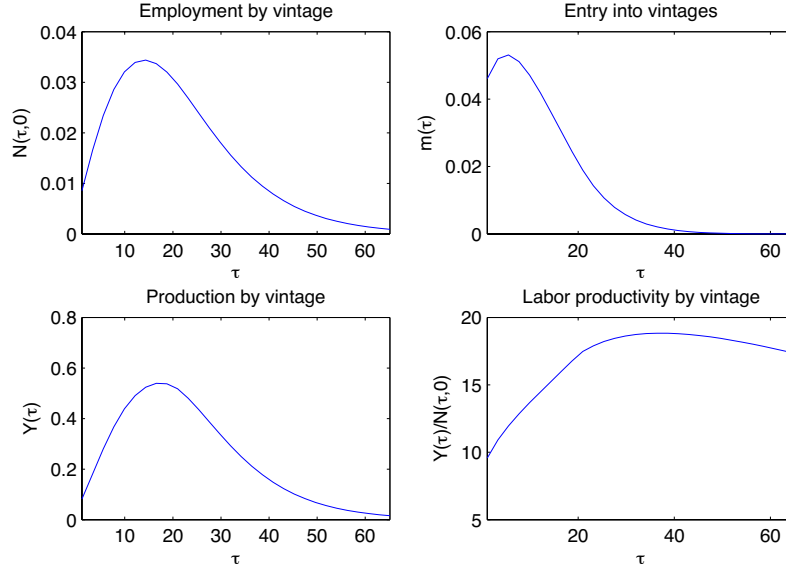 Employment by vintage
0.04
0.03
0.02
0.01
0
N(τ,0)
10 20 30 40 50 60
τ
Entry into vintages
0.06
0.04
0.02
0
m(τ)
20 40 60
τ
Production by vintage
0.8
0.6
0.4
0.2
0
Y(τ)
10 20 30 40 50 60
τ
Labor productivity by vintage
20
15
10
5
Y(τ)/N(τ,0)
20 40 60
τ